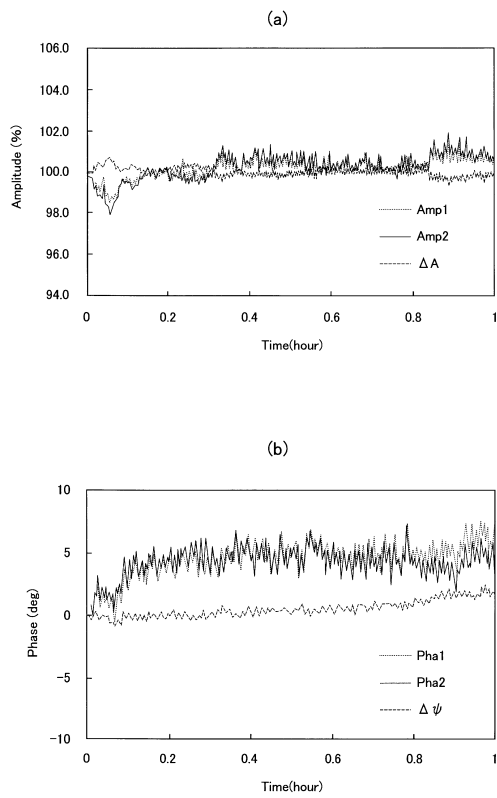 (a)
106.0
104.0
102.0
100.0
98.0
96.0
94.0
Amplitude (%)
Amp1
Amp2
ΔA
0 0.2 0.4 0.6 0.8 1
Time(hour)
(b)
10
5
0
−5
−10
Phase (deg)
Pha1
Pha2
Δψ
0 0.2 0.4 0.6 0.8 1
Time(hour)